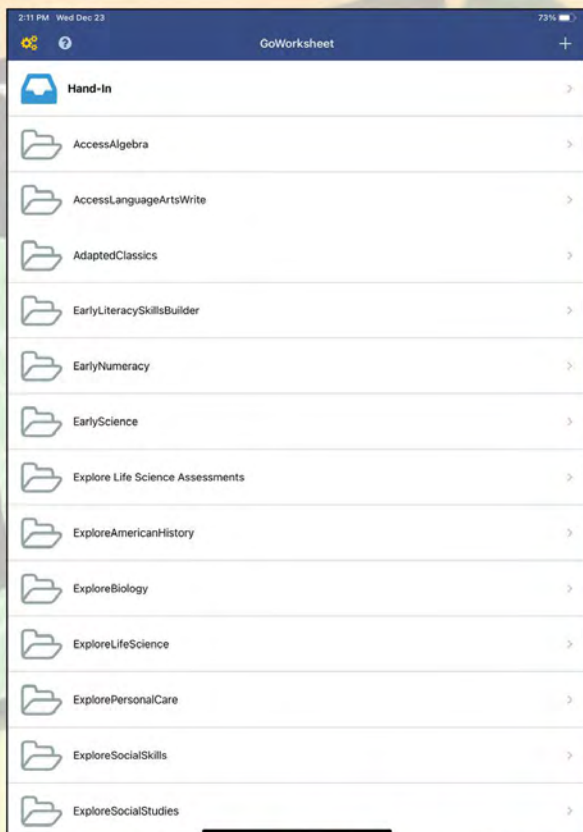 2:11 PM Wed Dec 23 73%
GoWorksheet
Hand-In
AccessAlgebra
AccessLanguageArtsWrite
AdaptedClassics
EarlyLiteracySkillsBuilder
EarlyNumeracy
EarlyScience
Explore Life Science Assessments
ExploreAmericanHistory
ExploreBiology
ExploreLifeScience
ExplorePersonalCare
ExploreSocialSkills
ExploreSocialStudies